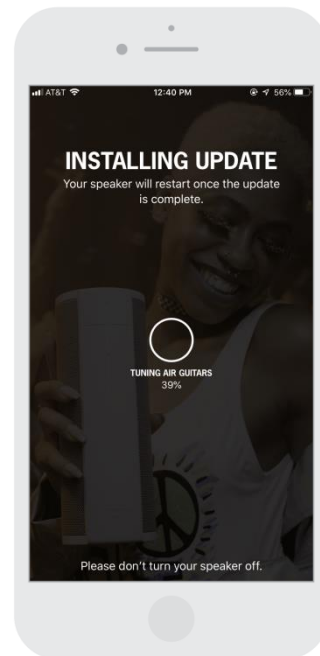 AT&T 12:40 PM 56%
INSTALLING UPDATE
Your speaker will restart once the update
is complete.
TUNING AIR GUITARS
39%
Please don't turn your speaker off.